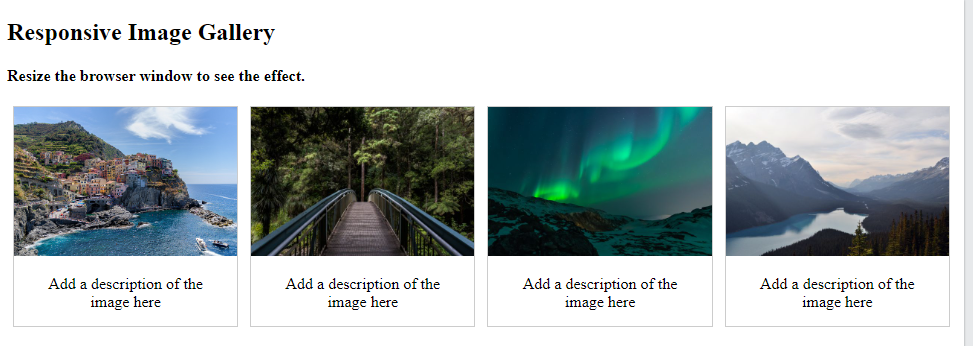 Responsive Image Gallery
Resize the browser window to see the effect.
Add a description of the
image here
Add a description of the
image here
Add a description of the
image here
Add a description of the
image here